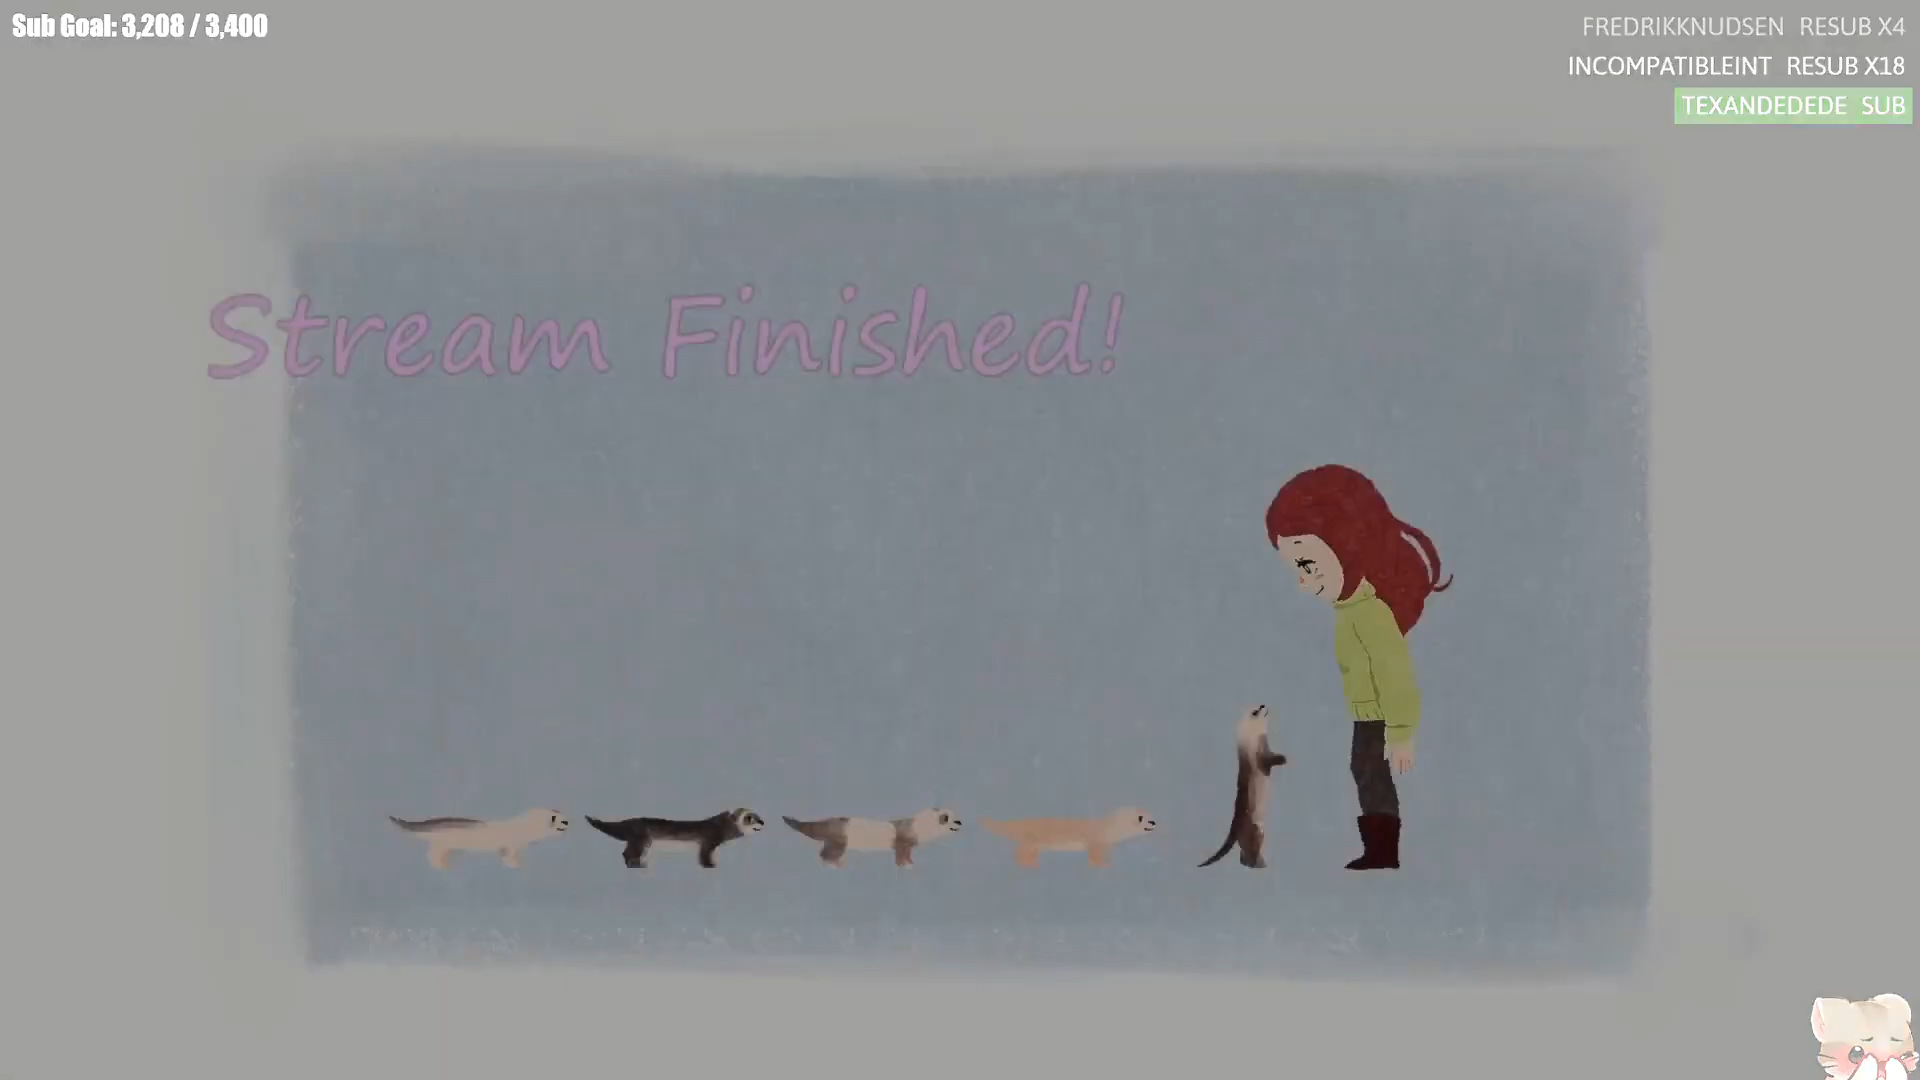 Sub Goal: 3,208 / 3,400
FREDRIKKNUDSEN RESUB X4
INCOMPATIBLEINT RESUB X18
TEXANDEDEDE SUB
Stream Finished!